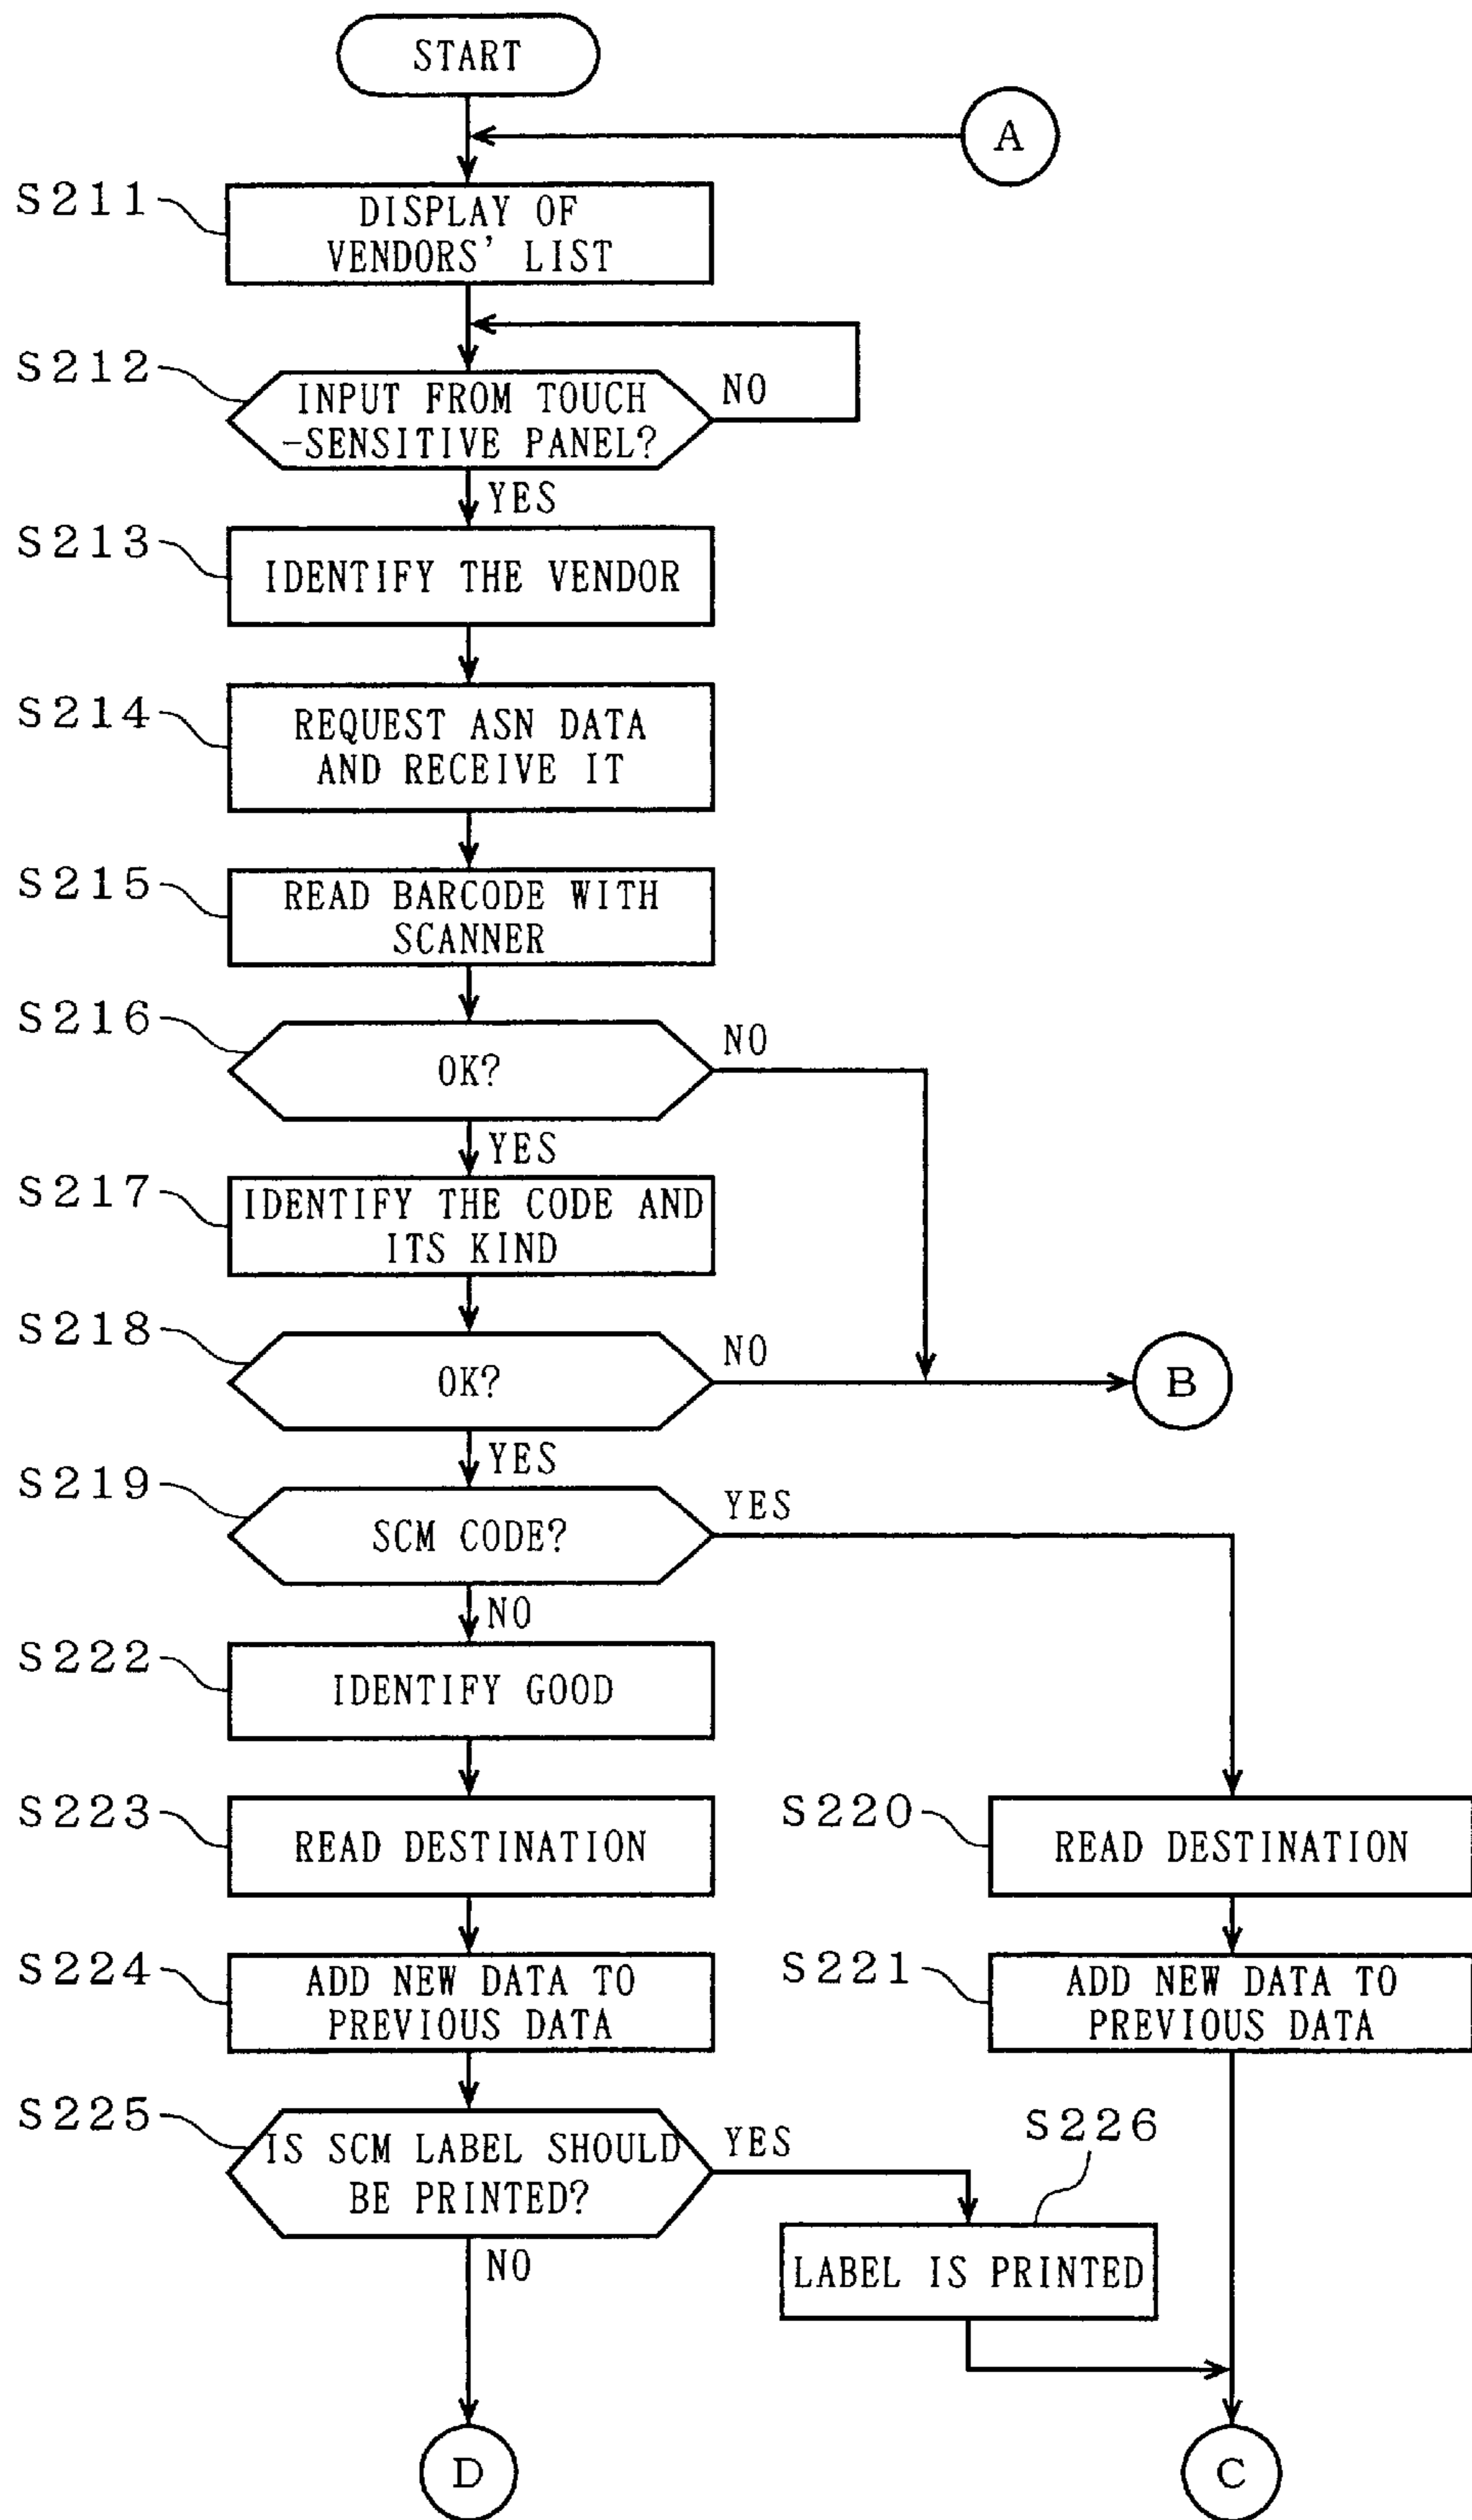 START
A
S211
DISPLAY OF
VENDORS' LIST
S212
INPUT FROM TOUCH
-SENSITIVE PANEL?
NO
YES
S213
IDENTIFY THE VENDOR
S214
REQUEST ASN DATA
AND RECEIVE IT
S215
READ BARCODE WITH
SCANNER
S216
OK?
NO
YES
S217
IDENTIFY THE CODE AND
ITS KIND
S218
OK?
NO
B
YES
S219
SCM CODE?
YES
NO
S222
IDENTIFY GOOD
S223
READ DESTINATION
S220
READ DESTINATION
S224
ADD NEW DATA TO
PREVIOUS DATA
S221
ADD NEW DATA TO
PREVIOUS DATA
S225
IS SCM LABEL SHOULD
BE PRINTED?
YES
S226
LABEL IS PRINTED
NO
D
C